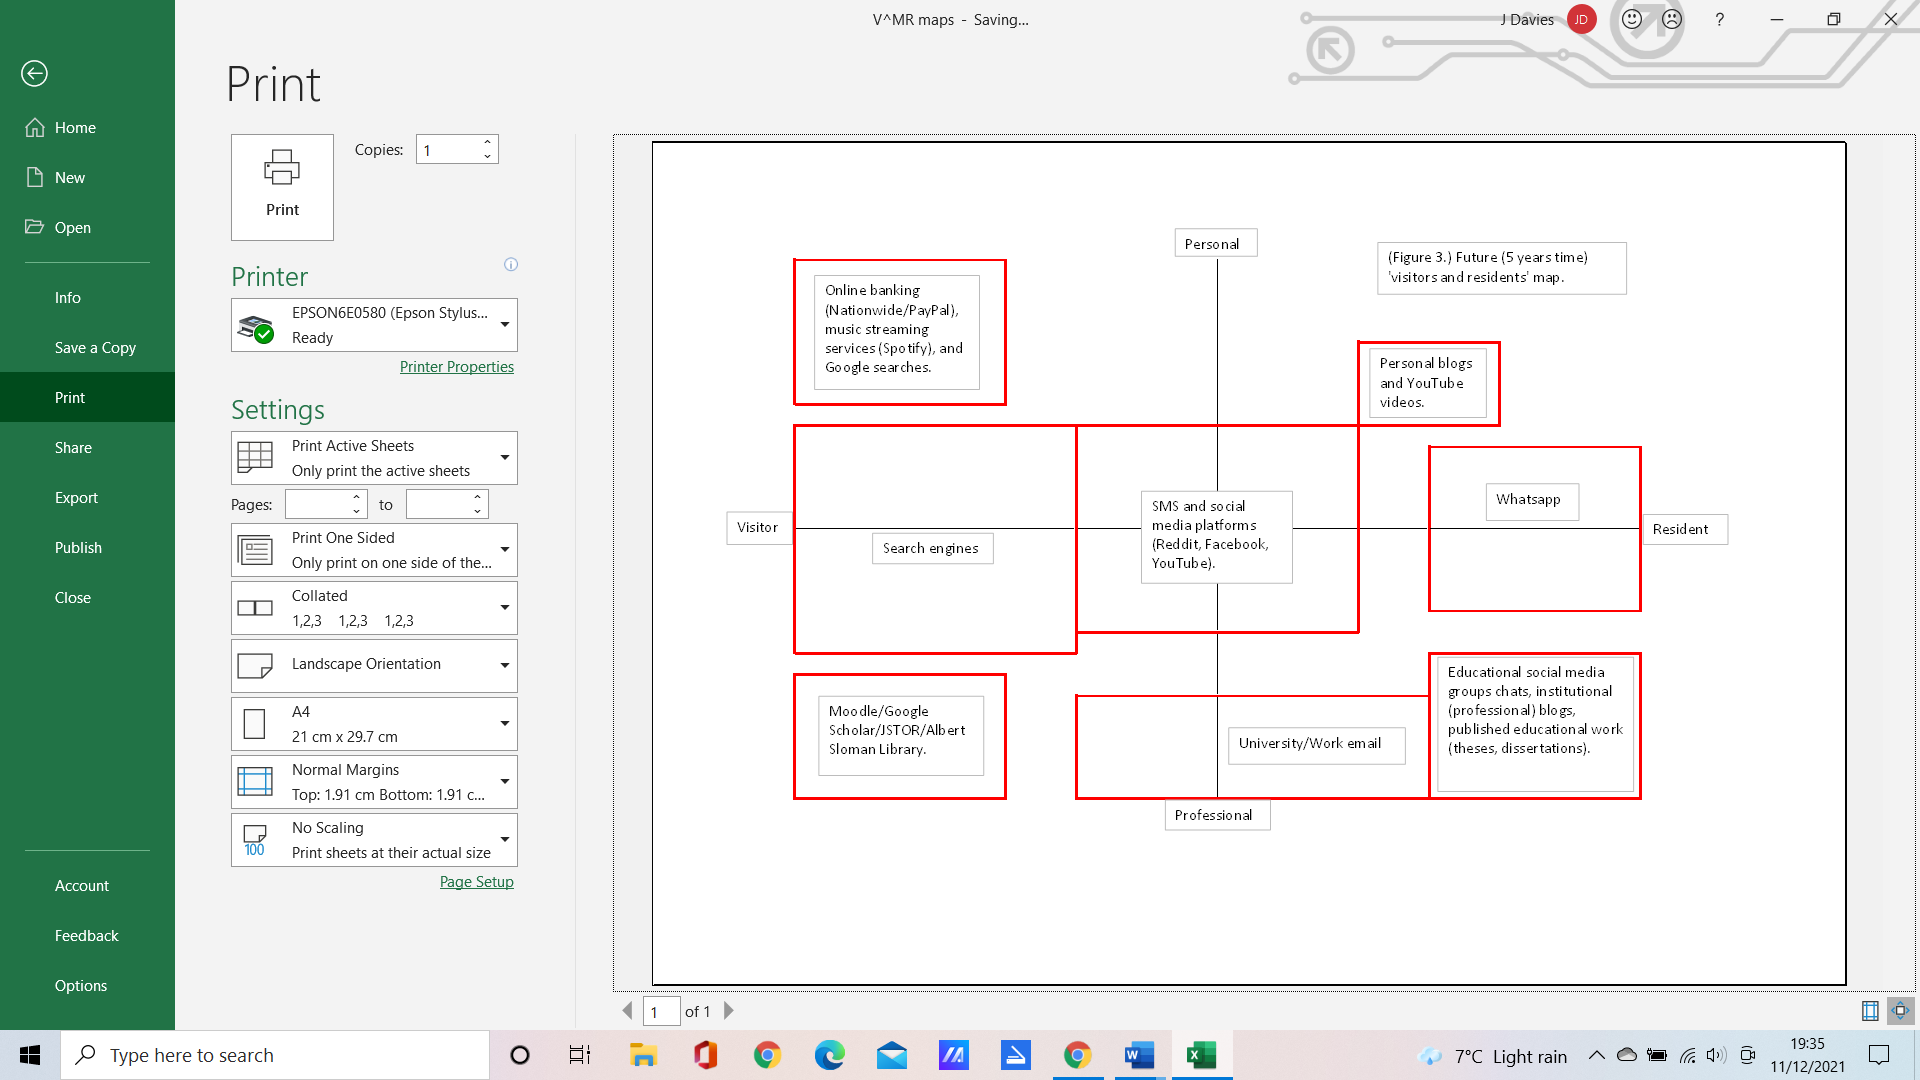 V^MR maps - Saving...
J Davies
JD
?
Print
Home
New
Open
Info
Save a Copy
Print
Share
Export
Publish
Close
Account
Feedback
Options
Print
Copies:
1
Printer
EPSON6E0580 (Epson Stylus...
Ready
Printer Properties
Settings
Print Active Sheets
Only print the active sheets
Pages:
to
Print One Sided
Only print on one side of the...
Collated
1,2,3 1,2,3 1,2,3
Landscape Orientation
A4
21 cm x 29.7 cm
Normal Margins
Top: 1.91 cm Bottom: 1.91 c...
No Scaling
100
Print sheets at their actual size
Page Setup
Personal
(Figure 3.) Future (5 years time)
'visitors and residents' map.
Online banking
(Nationwide/PayPal),
music streaming
services (Spotify), and
Google searches.
Personal blogs
and YouTube
videos.
Visitor
Search engines
SMS and social
media platforms
(Reddit, Facebook,
YouTube).
Whatsapp
Resident
Moodle/Google
Scholar/JSTOR/Albert
Sloman Library.
University/Work email
Educational social media
groups chats, institutional
(professional) blogs,
published educational work
(theses, dissertations).
Professional
1
of 1
Type here to search
7°C Light rain
19:35
11/12/2021